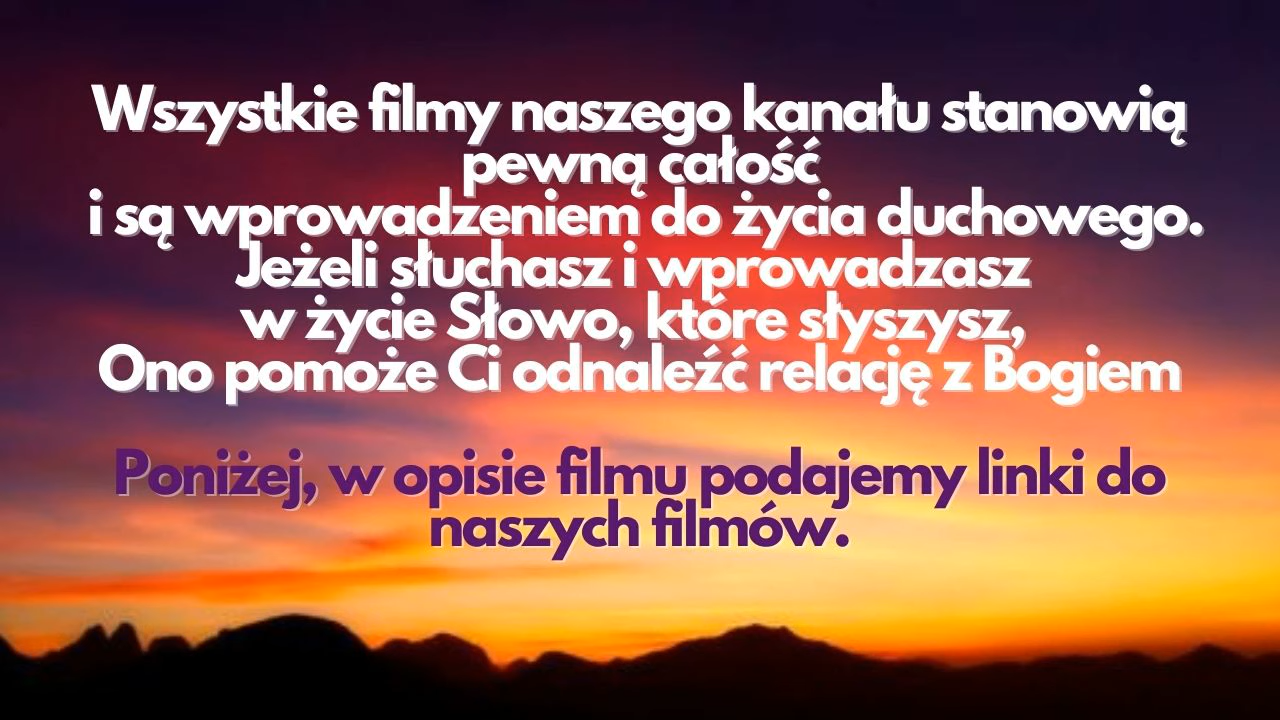 Wszystkie filmy naszego kanału stanowią
pewną całość
i są wprowadzeniem do życia duchowego.
Jeżeli słuchasz i wprowadzasz
w życie Słowo, które słyszysz,
Ono pomoże Ci odnaleźć relację z Bogiem
Poniżej, w opisie filmu podajemy linki do
naszych filmów.